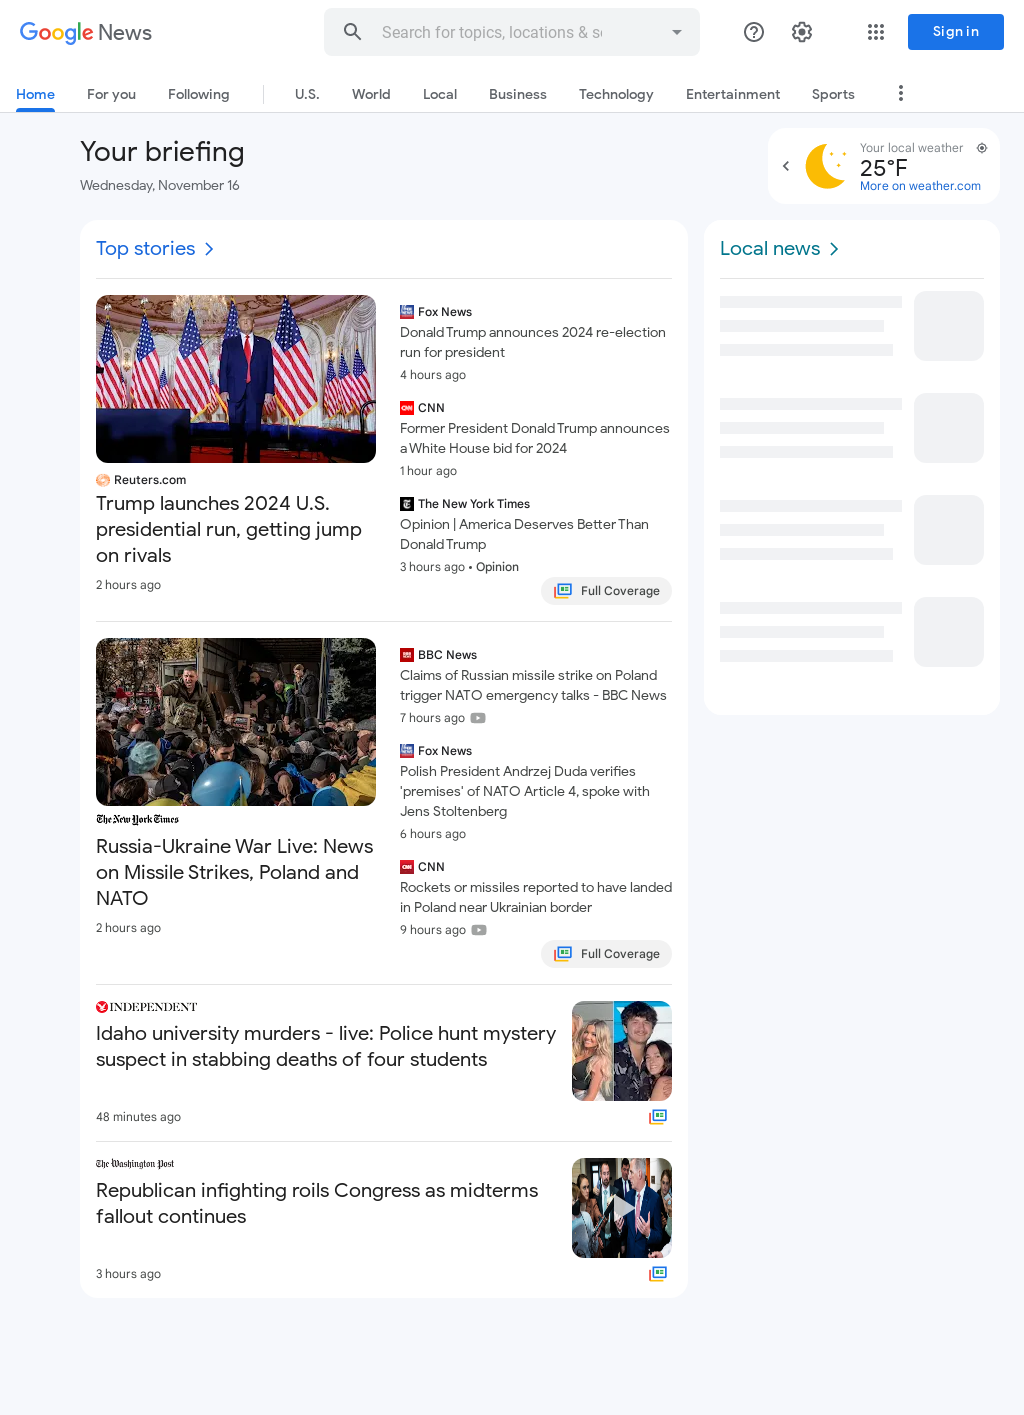 Google News
Search for topics, locations & so
Sign in
Home
For you
Following
U.S.
World
Local
Business
Technology
Entertainment
Sports
Your briefing
Wednesday, November 16
Your local weather
25°F
More on weather.com
Top stories
Local news
Reuters.com
Trump launches 2024 U.S.
presidential run, getting jump
on rivals
2 hours ago
Fox News
Donald Trump announces 2024 re-election
run for president
4 hours ago
CNN
Former President Donald Trump announces
a White House bid for 2024
1 hour ago
The New York Times
Opinion | America Deserves Better Than
Donald Trump
3 hours ago • Opinion
Full Coverage
The New York Times
Russia-Ukraine War Live: News
on Missile Strikes, Poland and
NATO
2 hours ago
BBC News
Claims of Russian missile strike on Poland
trigger NATO emergency talks - BBC News
7 hours ago
Fox News
Polish President Andrzej Duda verifies
'premises' of NATO Article 4, spoke with
Jens Stoltenberg
6 hours ago
CNN
Rockets or missiles reported to have landed
in Poland near Ukrainian border
9 hours ago
Full Coverage
INDEPENDENT
Idaho university murders - live: Police hunt mystery
suspect in stabbing deaths of four students
48 minutes ago
The Washington Post
Republican infighting roils Congress as midterms
fallout continues
3 hours ago